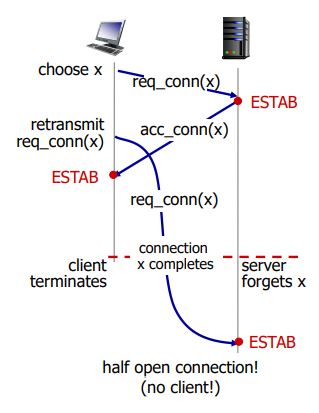 choose x
req_conn(x)
ESTAB
retransmit
req_conn(x)
acc_conn(x)
ESTAB
req_conn(x)
connection
x completes
client
terminates
server
forgets x
ESTAB
half open connection!
(no client!)